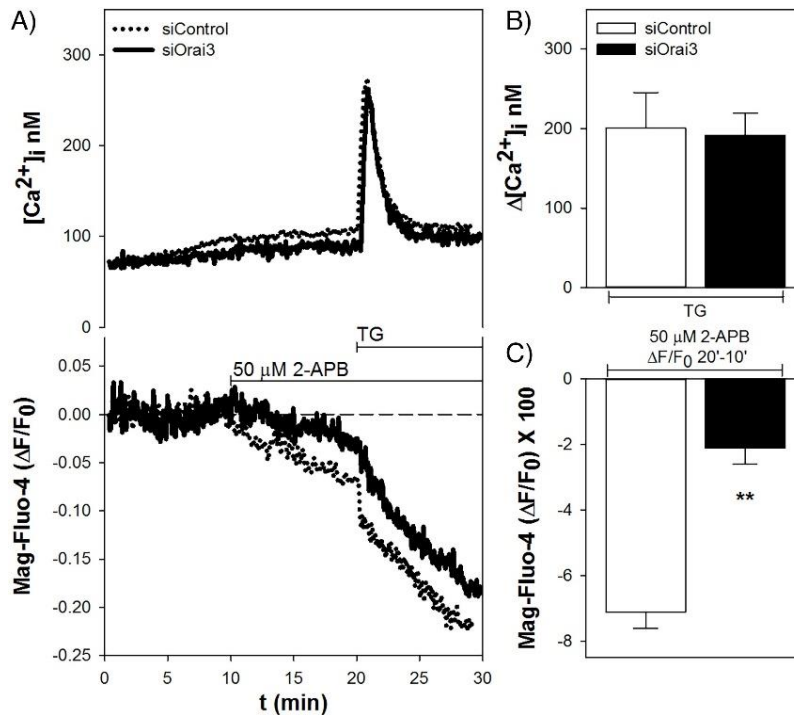 A)
siControl
siOrai3
300
200
100
0
[Ca²⁺]ᵢ nM
TG
50 μM 2-APB
0.05
0.00
-0.05
-0.10
-0.15
-0.20
-0.25
Mag-Fluo-4 (ΔF/F₀)
0 5 10 15 20 25 30
t (min)
B)
siControl
siOrai3
300
200
100
0
Δ[Ca²⁺]ᵢ nM
TG
C)
50 μM 2-APB
ΔF/F₀ 20'-10'
0
-2
-4
-6
-8
**
Mag-Fluo-4 (ΔF/F₀) X 100